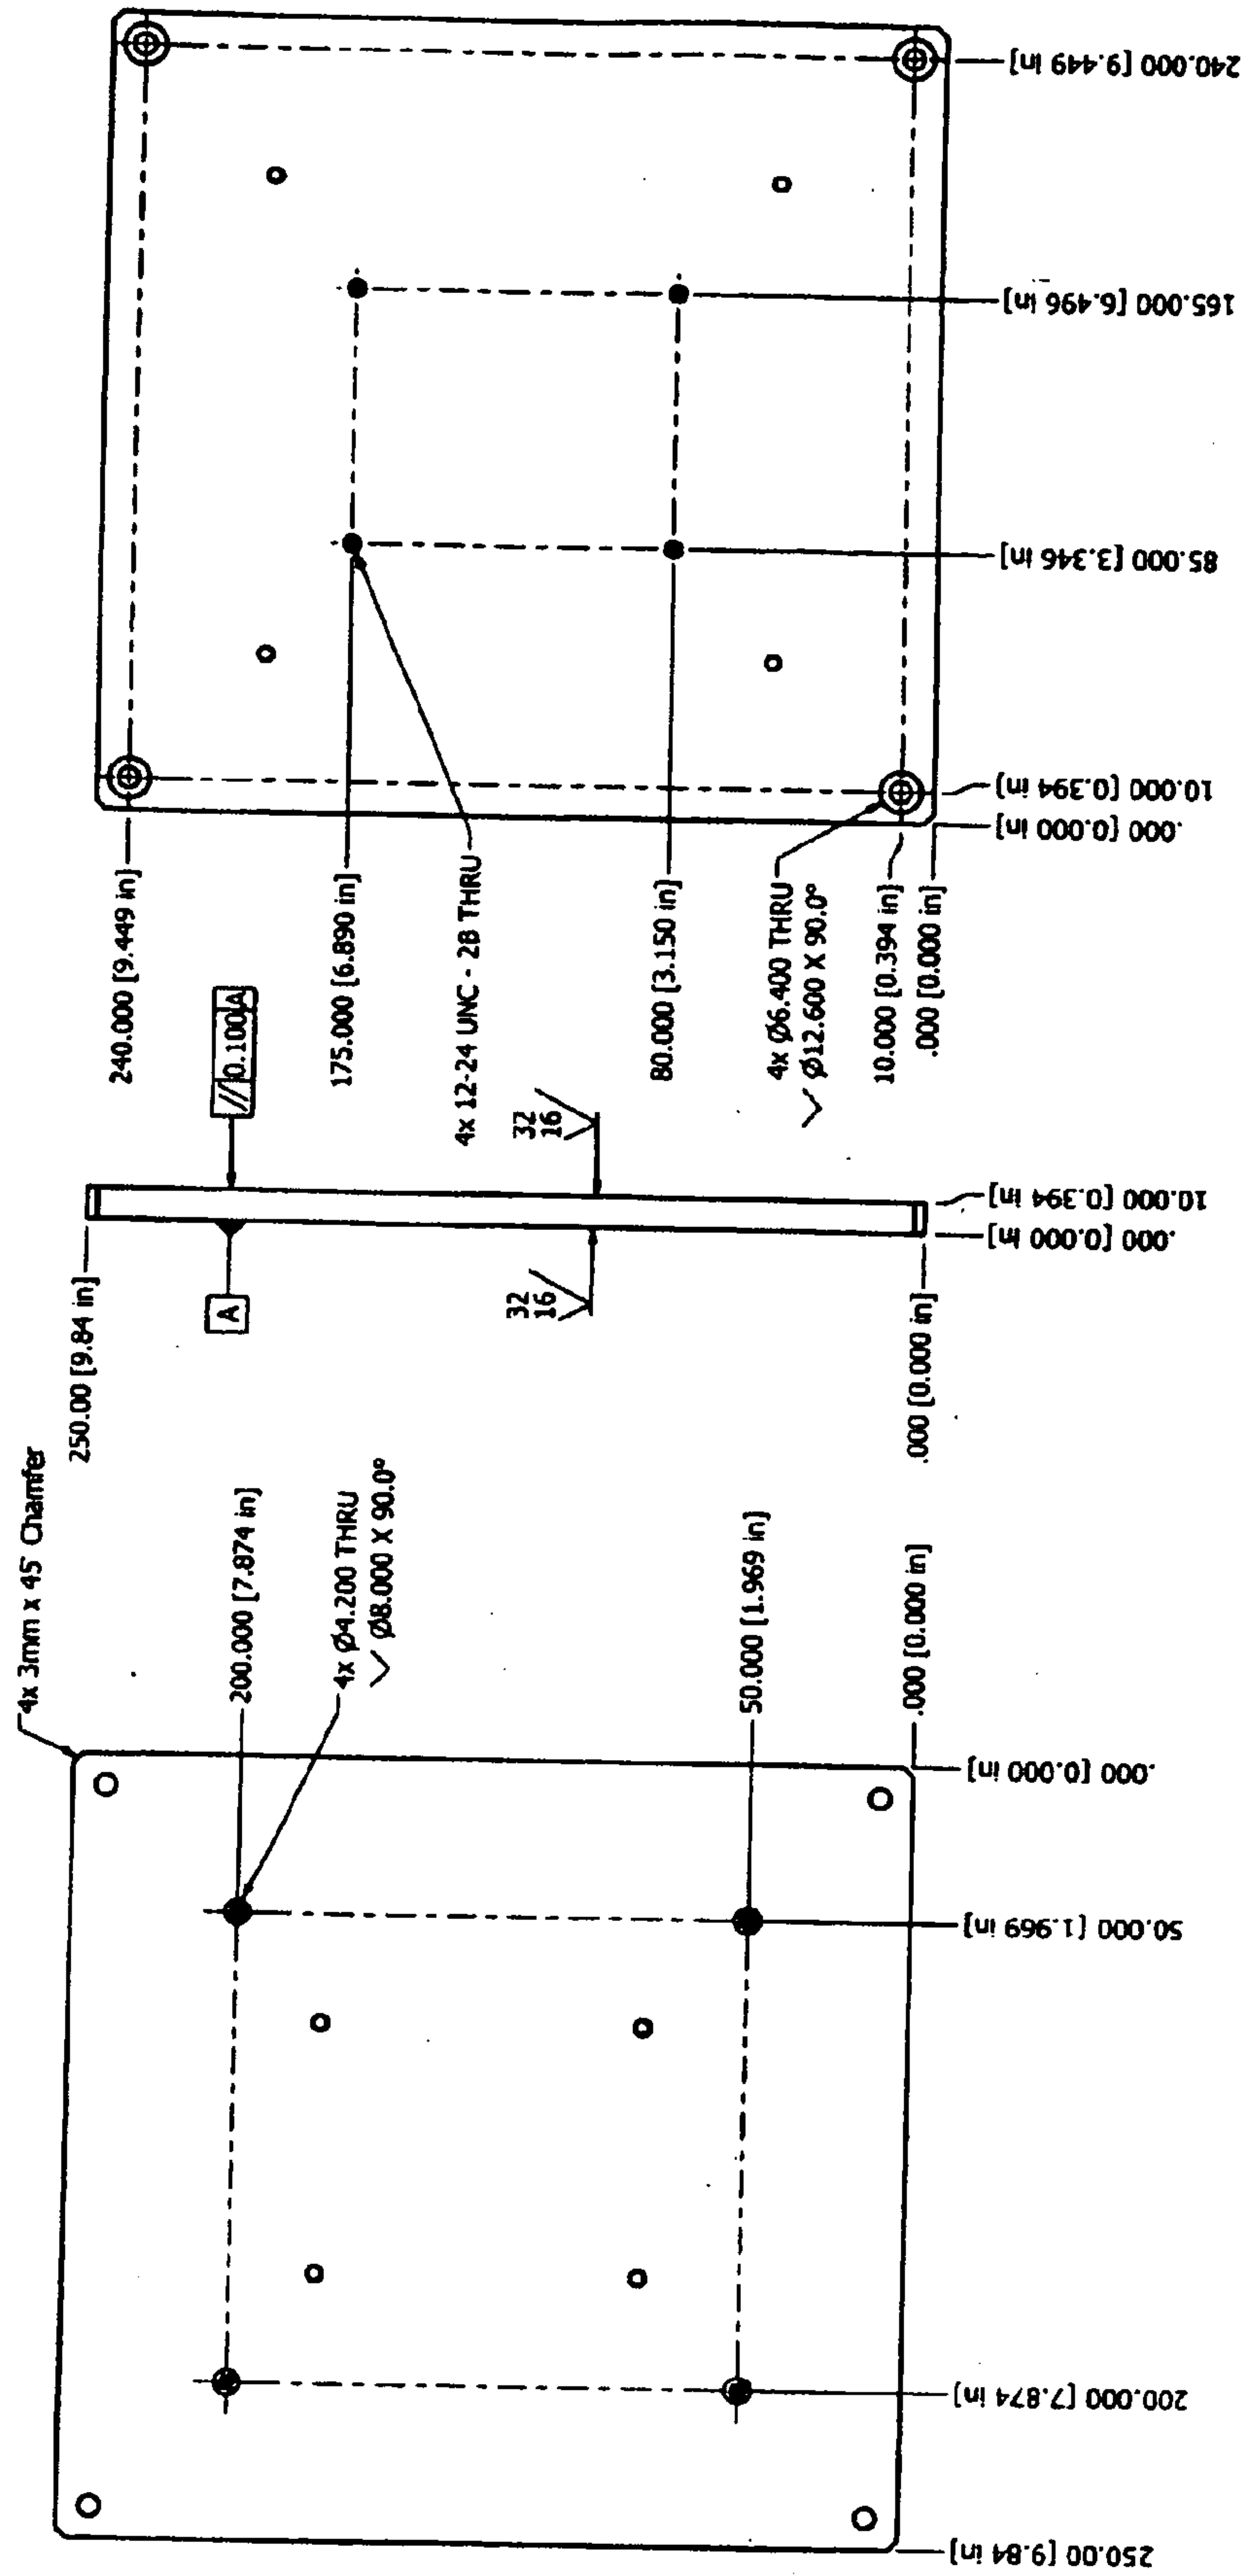 4x 3mm x 45° Chamfer
200.000 [7.874 in]
4x Ø4.200 THRU
⌵ Ø8.000 X 90.0°
50.000 [1.969 in]
.000 [0.000 in]
250.00 [9.84 in]
200.000 [7.874 in]
50.000 [1.969 in]
.000 [0.000 in]
250.00 [9.84 in]
A
// 0.100 A
32
16
32
16
.000 [0.000 in]
.000 [0.000 in]
10.000 [0.394 in]
240.000 [9.449 in]
175.000 [6.890 in]
4x 12-24 UNC - 2B THRU
80.000 [3.150 in]
4x Ø6.400 THRU
⌵ Ø12.600 X 90.0°
10.000 [0.394 in]
.000 [0.000 in]
.000 [0.000 in]
10.000 [0.394 in]
85.000 [3.346 in]
165.000 [6.496 in]
240.000 [9.449 in]